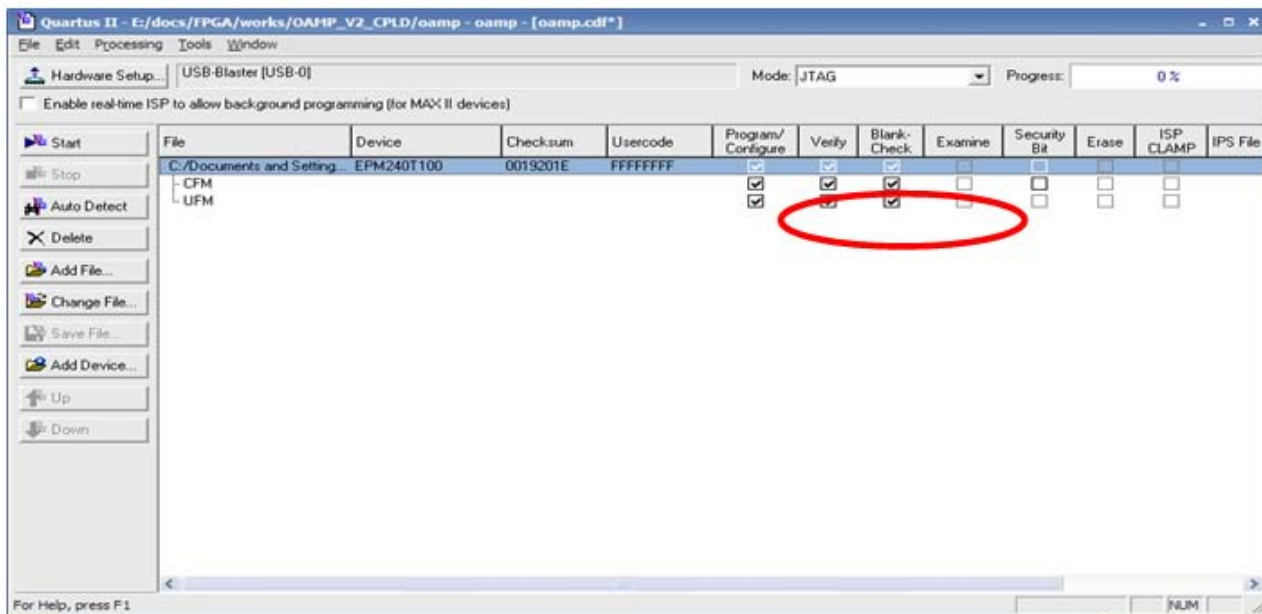 Quartus II - E:/docs/FPGA/works/OAMP_V2_CPLD/oamp - oamp - [oamp.cdf*]
File Edit Processing Tools Window
Hardware Setup... USB-Blaster [USB-0] Mode: JTAG Progress: 0 %
Enable real-time ISP to allow background programming (for MAX II devices)
Start
Stop
Auto Detect
Delete
Add File...
Change File...
Save File...
Add Device...
Up
Down
File Device Checksum Usercode Program/ Configure Verify Blank- Check Examine Security Bit Erase ISP CLAMP IPS File
C:/Documents and Setting... EPM240T100 0019201E FFFFFFFF
CFM
UFM
For Help, press F1 NUM